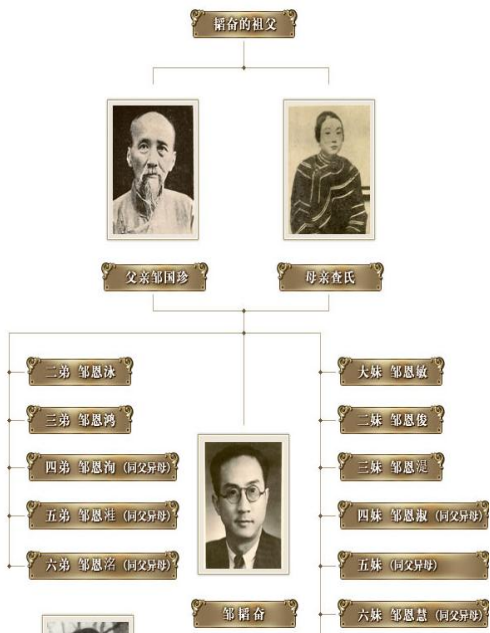 韬奋的祖父
父亲邹国珍
母亲查氏
二弟 邹恩泳
大妹 邹恩敏
三弟 邹恩鸿
二妹 邹恩俊
四弟 邹恩洵 (同父异母)
三妹 邹恩湜
五弟 邹恩(同父异母)
四妹 邹恩淑 (同父异母)
六弟 邹恩洺 (同父异母)
五妹 (同父异母)
邹韬奋
六妹 邹恩慧 (同父异母)